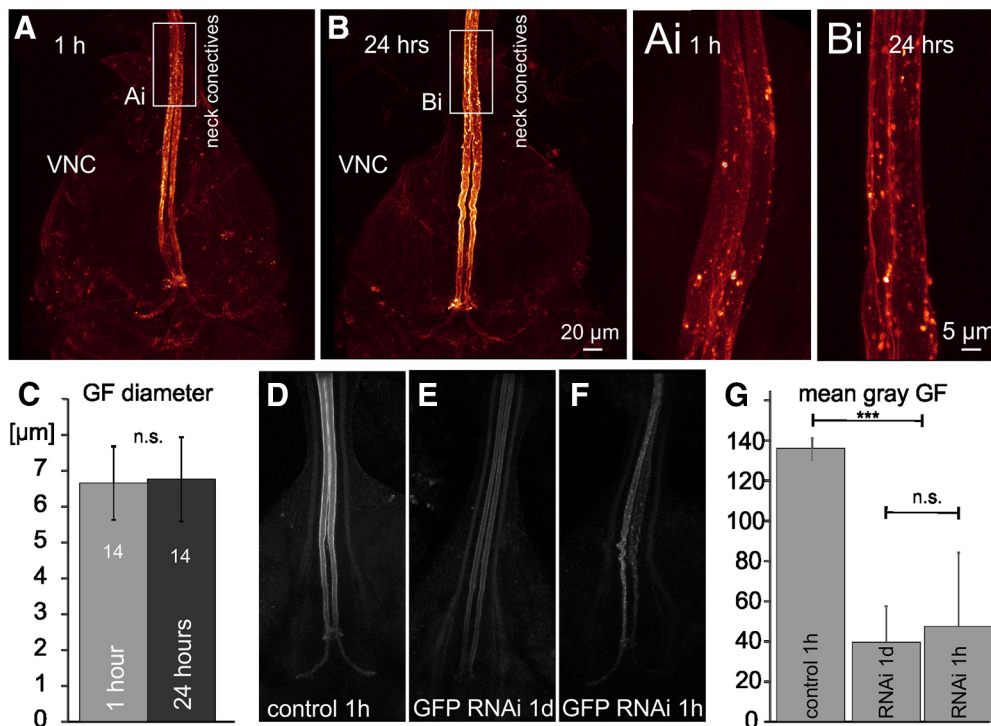 A
1 h
Ai
neck conectives
VNC
B
24 hrs
Bi
neck conectives
VNC
20 µm
Ai
1 h
Bi
24 hrs
5 µm
C
GF diameter
[µm]
n.s.
7
6
5
4
3
2
1
0
14
14
1 hour
24 hours
D
control 1h
E
GFP RNAi 1d
F
GFP RNAi 1h
G
mean gray GF
***
n.s.
140
120
100
80
60
40
20
0
control 1h
RNAi 1d
RNAi 1h